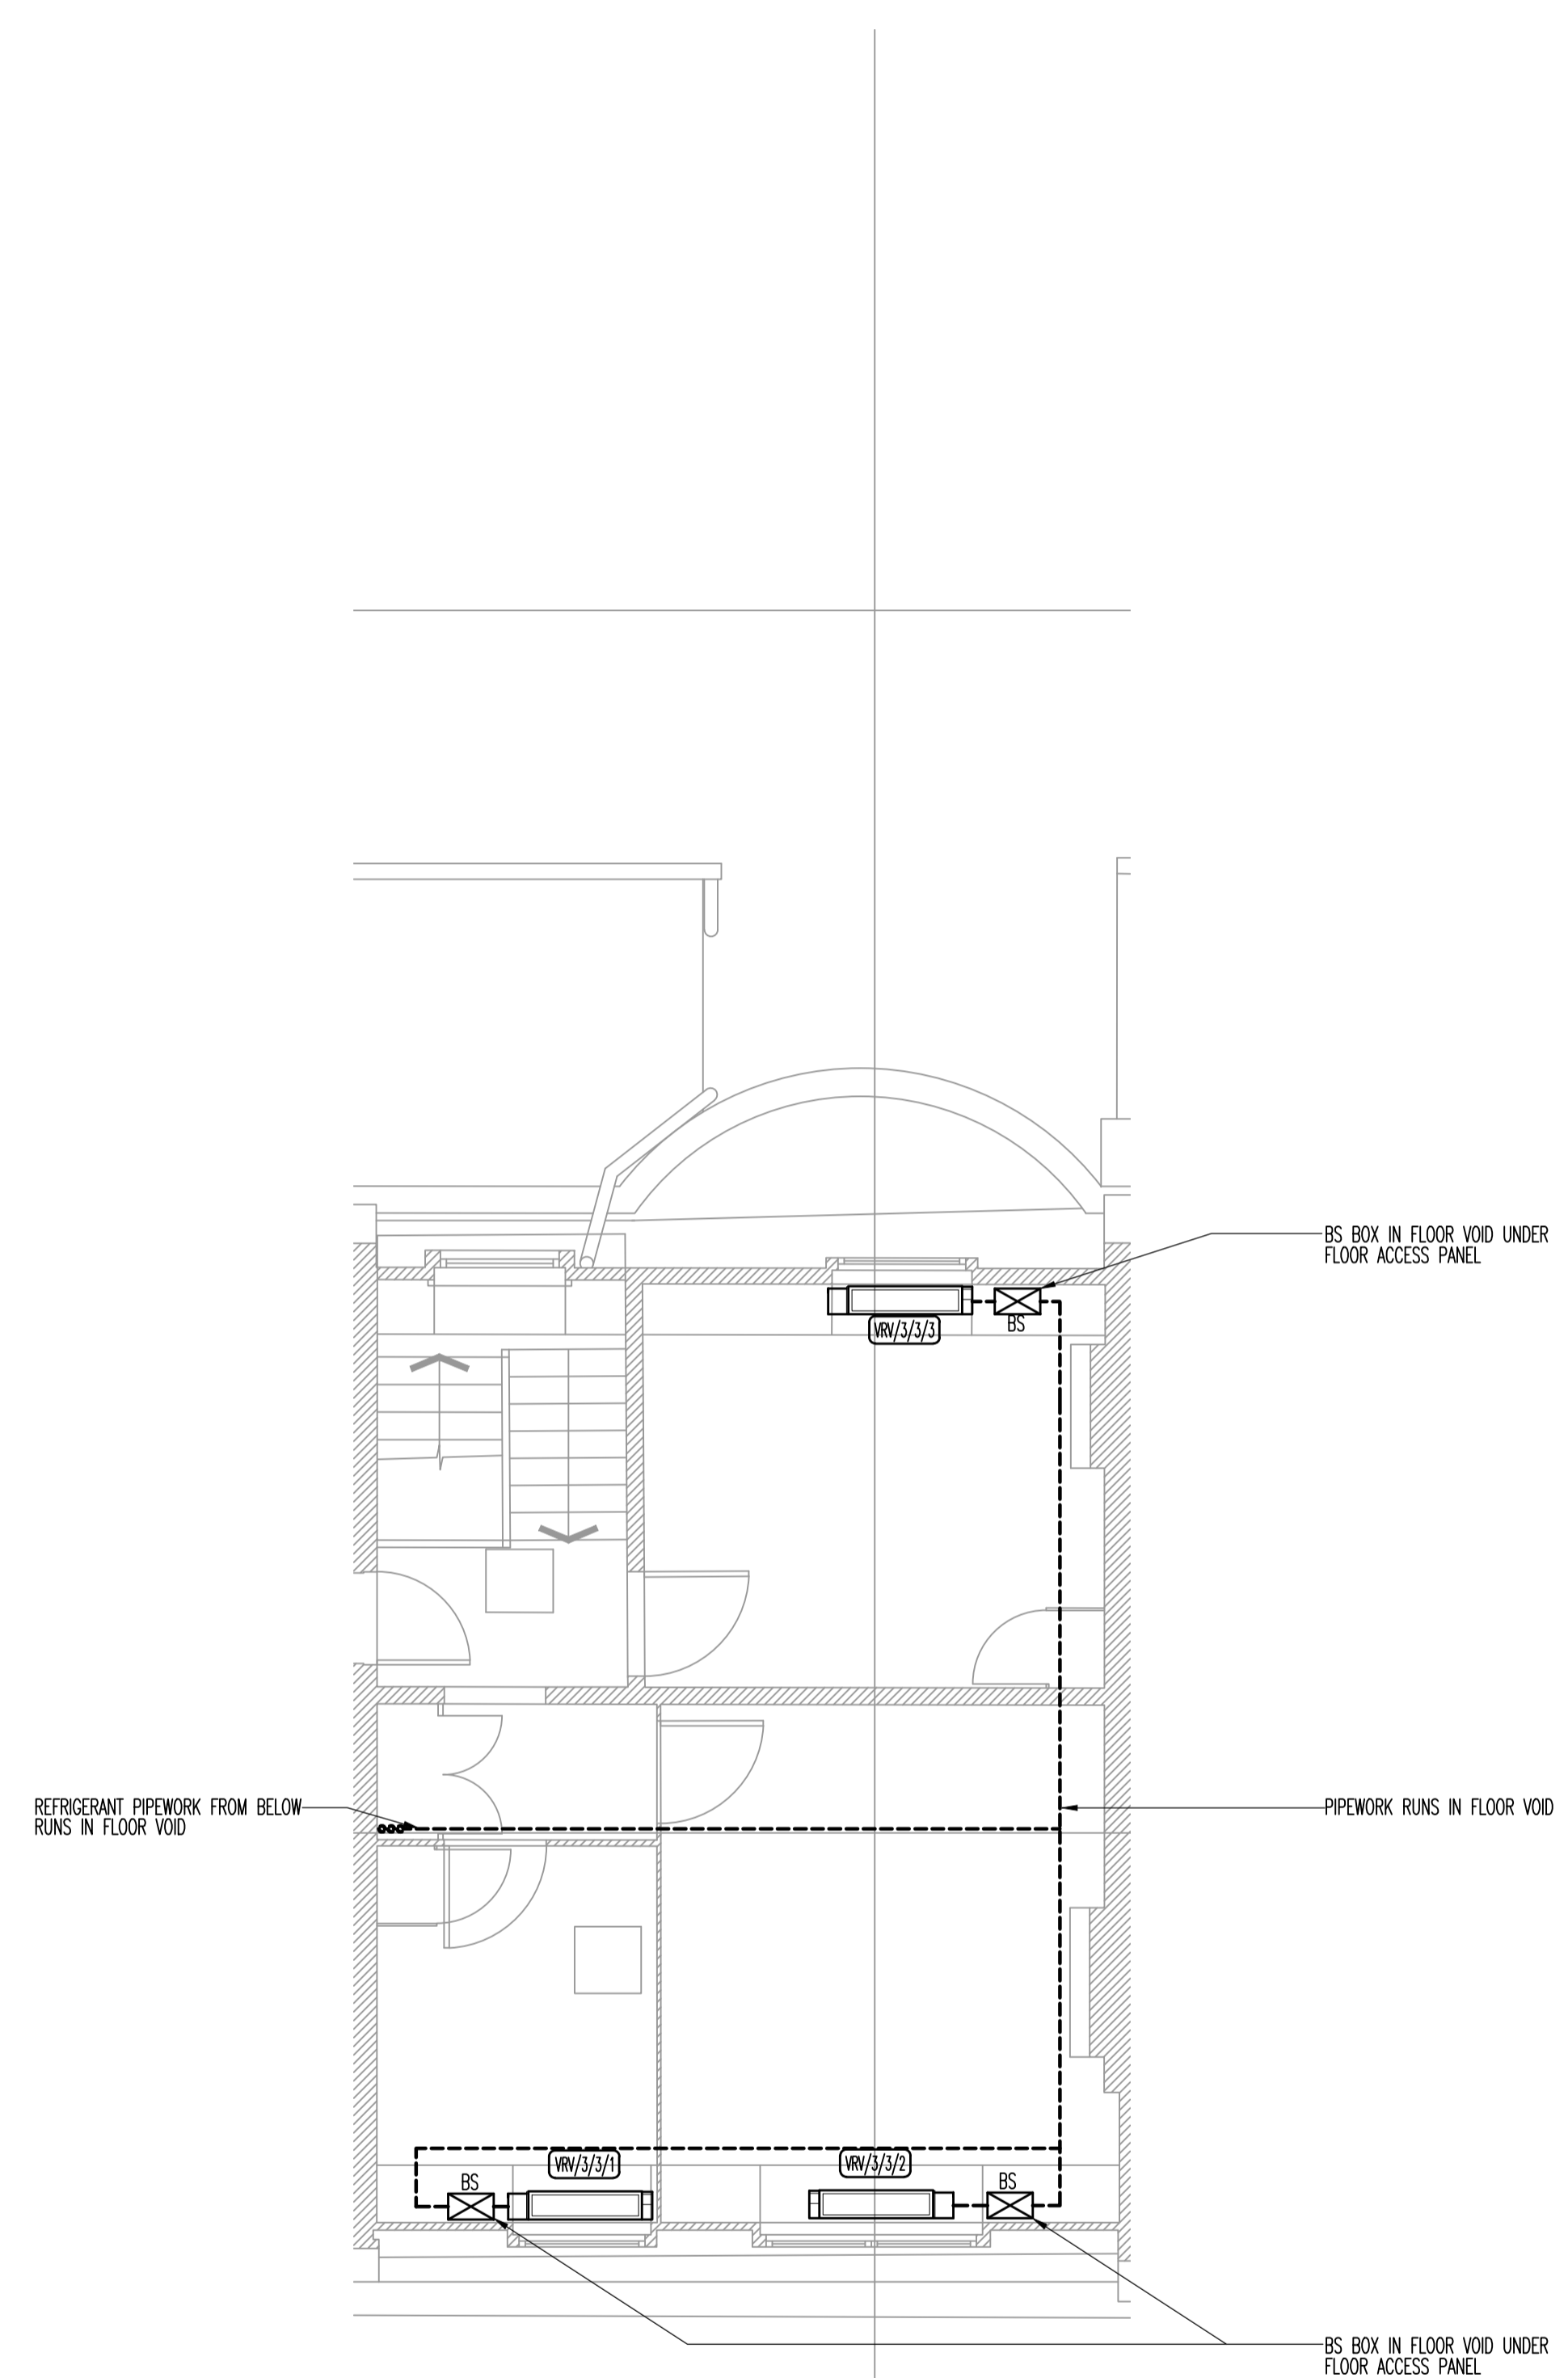 BS BOX IN FLOOR VOID UNDER
FLOOR ACCESS PANEL
BS
VRV/3/3/3
REFRIGERANT PIPEWORK FROM BELOW
RUNS IN FLOOR VOID
PIPEWORK RUNS IN FLOOR VOID
VRV/3/3/1
VRV/3/3/2
BS
BS
BS BOX IN FLOOR VOID UNDER
FLOOR ACCESS PANEL